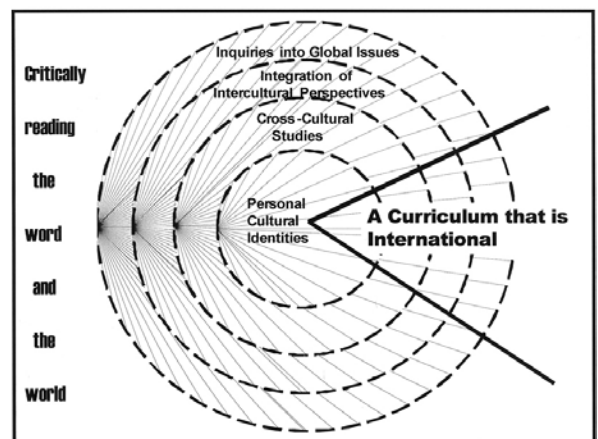 Critically
reading
the
word
and
the
world
Inquiries into Global Issues
Integration of
Intercultural Perspectives
Cross-Cultural
Studies
Personal
Cultural
Identities
A Curriculum that is
International